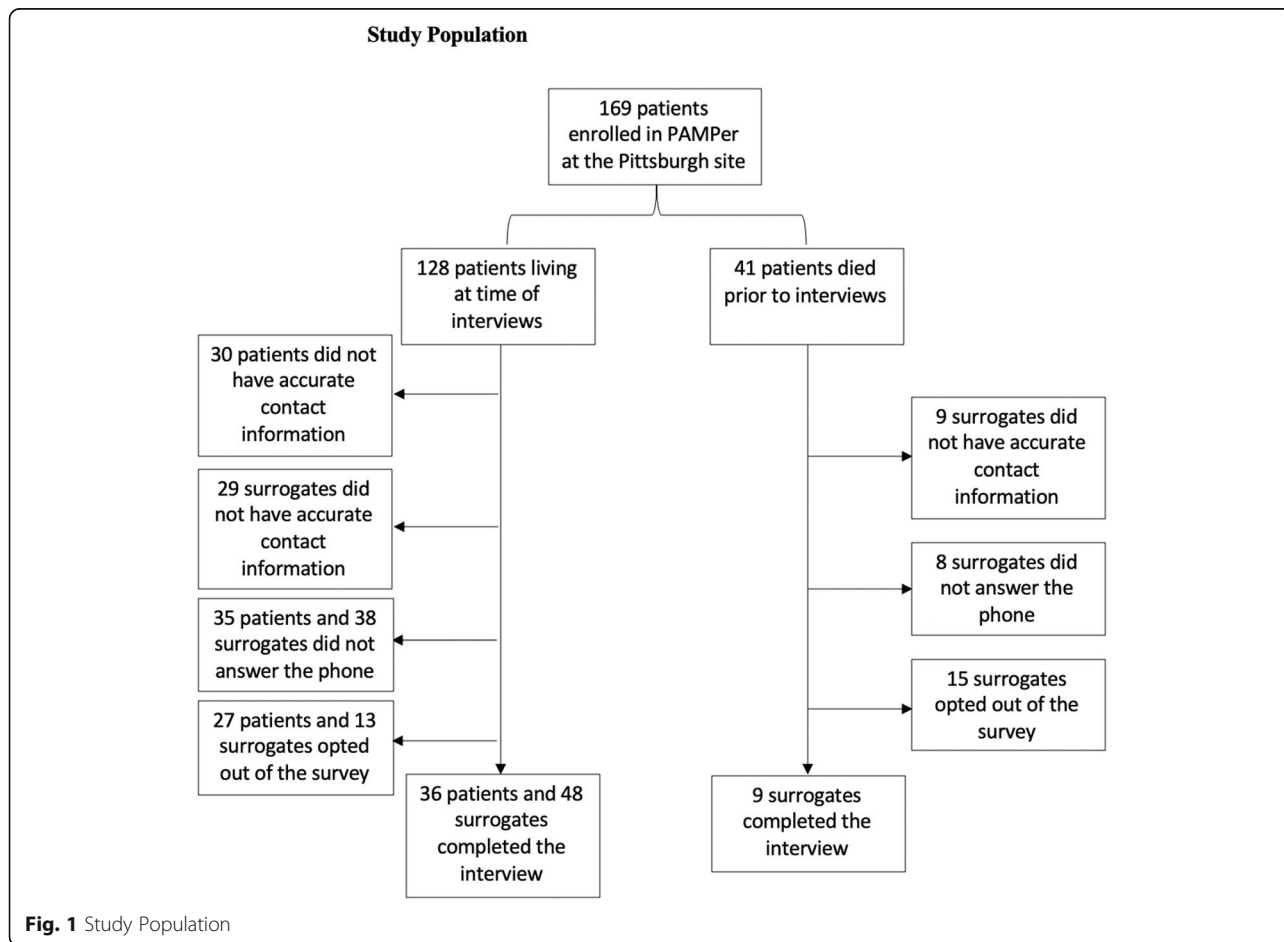 Study Population
169 patients
enrolled in PAMPer
at the Pittsburgh site
128 patients living
at time of
interviews
41 patients died
prior to interviews
30 patients did not
have accurate
contact
information
29 surrogates did
not have accurate
contact
information
35 patients and 38
surrogates did not
answer the phone
27 patients and 13
surrogates opted
out of the survey
36 patients and 48
surrogates
completed the
interview
9 surrogates did
not have accurate
contact
information
8 surrogates did
not answer the
phone
15 surrogates
opted out of the
survey
9 surrogates
completed the
interview
Fig. 1 Study Population